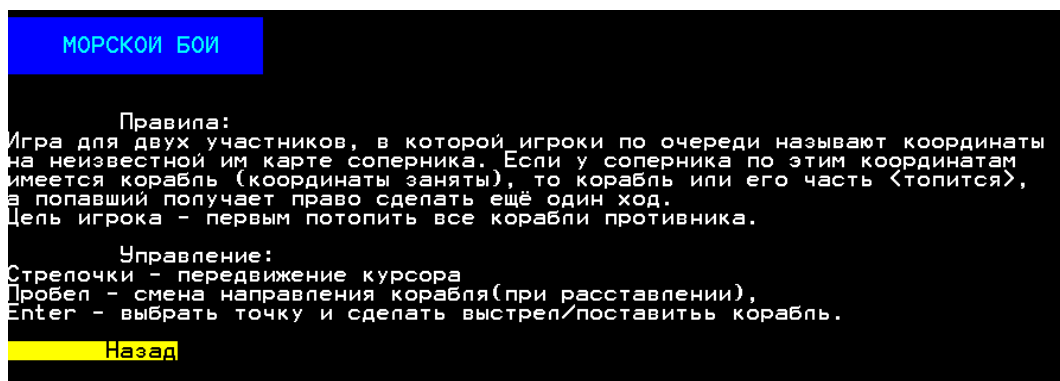 МОРСКОЙ БОЙ
Правила:
Игра для двух участников, в которой игроки по очереди называют координаты
на неизвестной им карте соперника. Если у соперника по этим координатам
имеется корабль (координаты заняты), то корабль или его часть <топится>,
а попавший получает право сделать ещё один ход.
Цель игрока - первым потопить все корабли противника.
Управление:
Стрелочки - передвижение курсора
Пробел - смена направления корабля(при расставлении),
Enter - выбрать точку и сделать выстрел/поставитьь корабль.
Назад